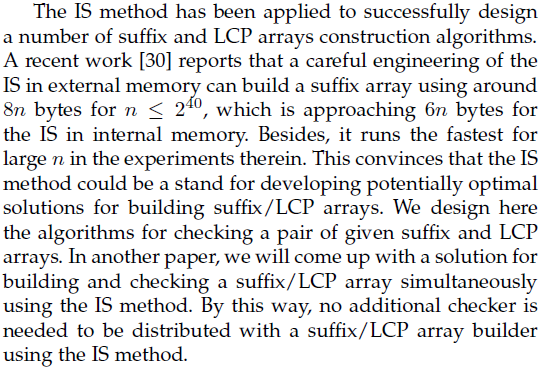 The IS method has been applied to successfully design
a number of suffix and LCP arrays construction algorithms.
A recent work [30] reports that a careful engineering of the
IS in external memory can build a suffix array using around
8n bytes for n ≤ 2^40, which is approaching 6n bytes for
the IS in internal memory. Besides, it runs the fastest for
large n in the experiments therein. This convinces that the IS
method could be a stand for developing potentially optimal
solutions for building suffix/LCP arrays. We design here
the algorithms for checking a pair of given suffix and LCP
arrays. In another paper, we will come up with a solution for
building and checking a suffix/LCP array simultaneously
using the IS method. By this way, no additional checker is
needed to be distributed with a suffix/LCP array builder
using the IS method.